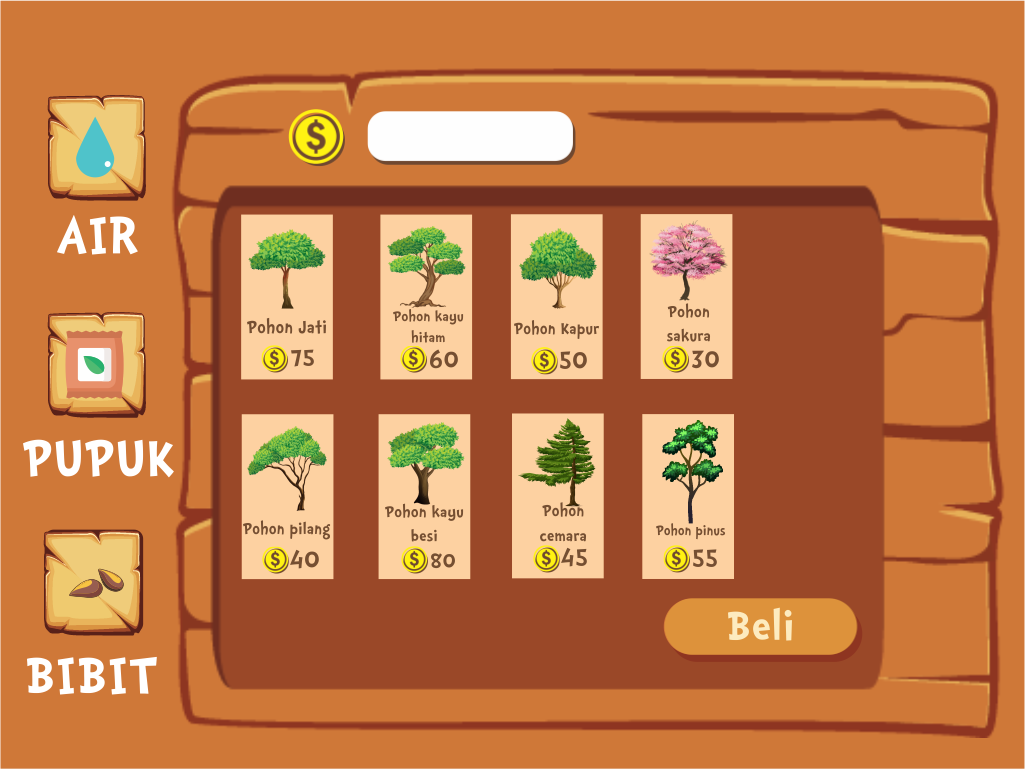 $
AIR
PUPUK
BIBIT
Pohon Jati
$ 75
Pohon kayu
hitam
$ 60
Pohon Kapur
$ 50
Pohon
sakura
$ 30
Pohon pilang
$ 40
Pohon kayu
besi
$ 80
Pohon
cemara
$ 45
Pohon pinus
$ 55
Beli